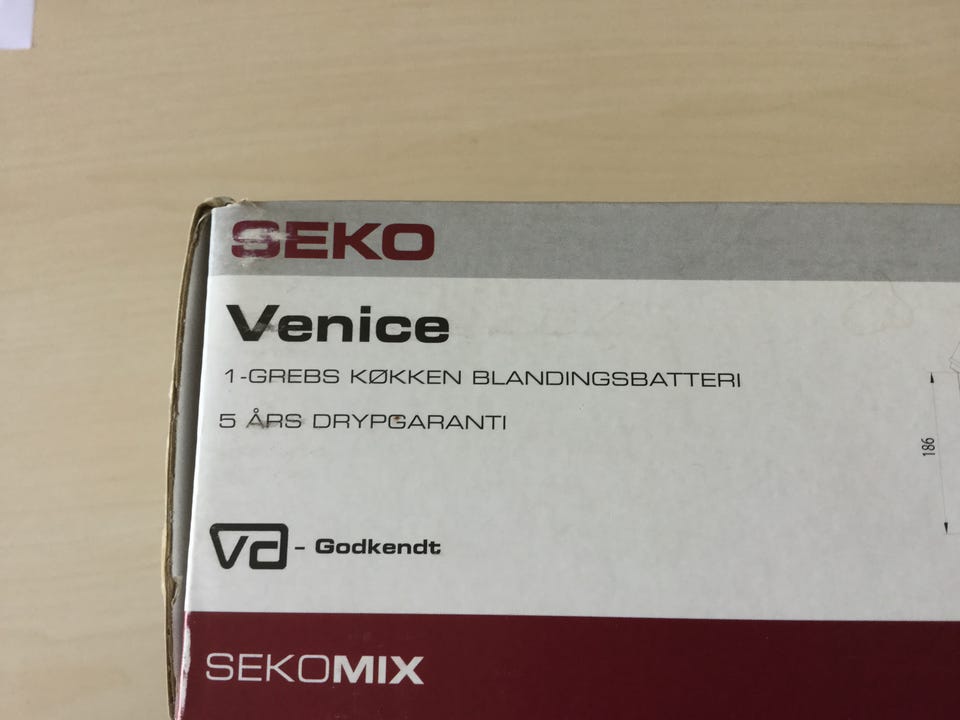 SEKO
Venice
1-GREBS KØKKEN BLANDINGSBATTERI
5 ÅRS DRYPGARANTI
186
va - Godkendt
SEKOMIX